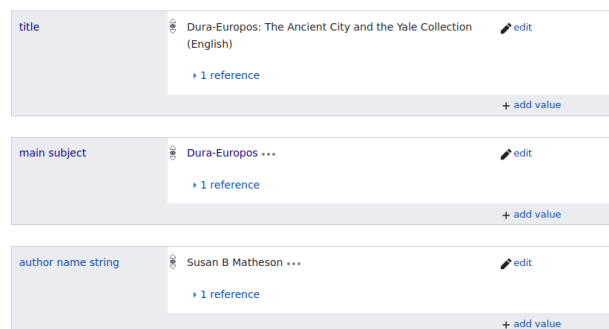 title
Dura-Europos: The Ancient City and the Yale Collection
(English)
edit
1 reference
+ add value
main subject
Dura-Europos
edit
1 reference
+ add value
author name string
Susan B Matheson
edit
1 reference
+ add value